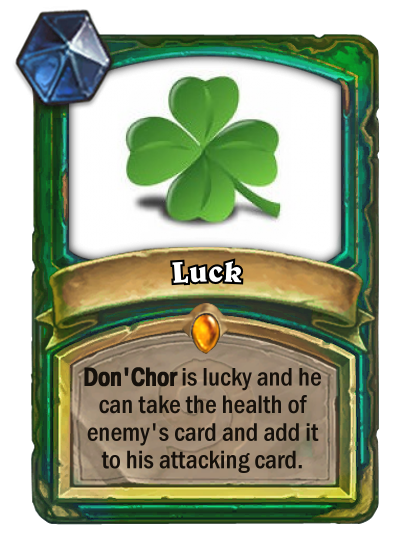 Luck
Don'Chor is lucky and he
can take the health of
enemy's card and add it
to his attacking card.